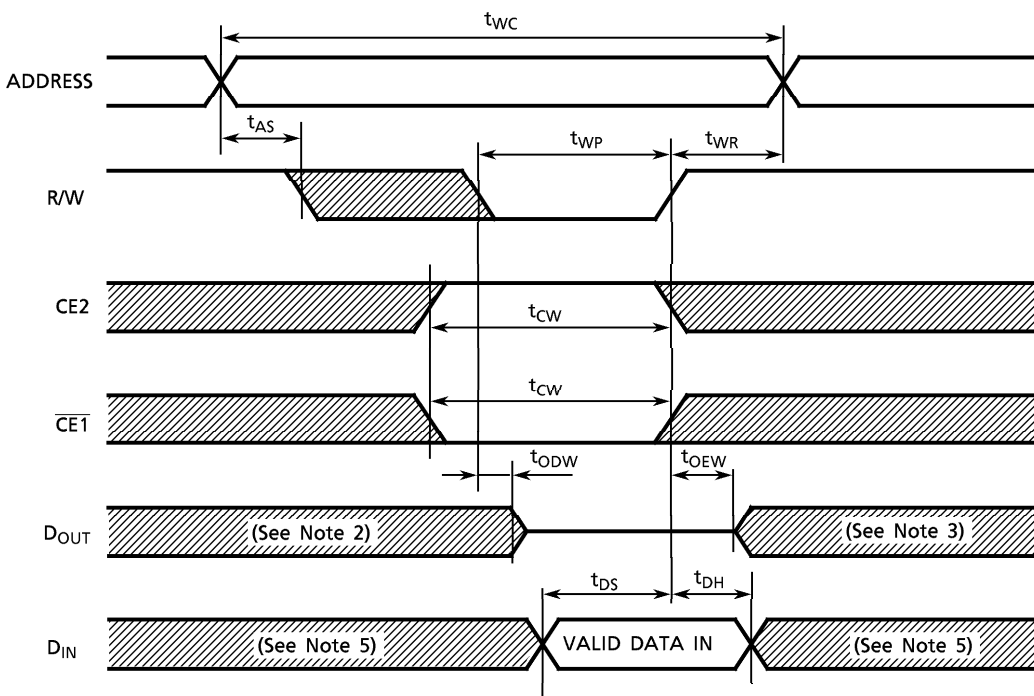 tWC
ADDRESS
tAS
tWP
tWR
R/W
CE2
tCW
tCW
CE1
tODW
tOEW
DOUT
(See Note 2)
(See Note 3)
tDS
tDH
DIN
(See Note 5)
VALID DATA IN
(See Note 5)